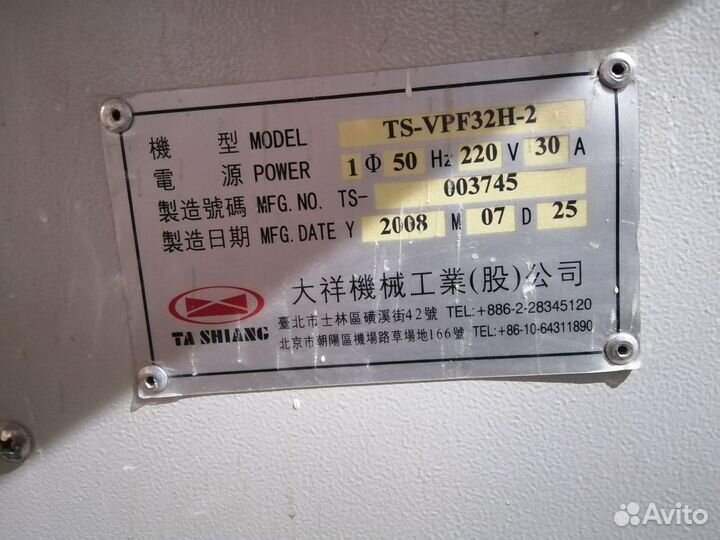 機 型 MODEL TS-VPF32H-2
電 源 POWER 1 Φ 50 Hz 220 V 30 A
製造號碼 MFG.NO. TS- 003745
製造日期 MFG.DATE Y 2008 M 07 D 25
大祥機械工業(股)公司
TA SHIANG
臺北市士林區磺溪街42號 TEL:+886-2-28345120
北京市朝陽區機場路草場地166號 TEL:+86-10-64311890
Avito